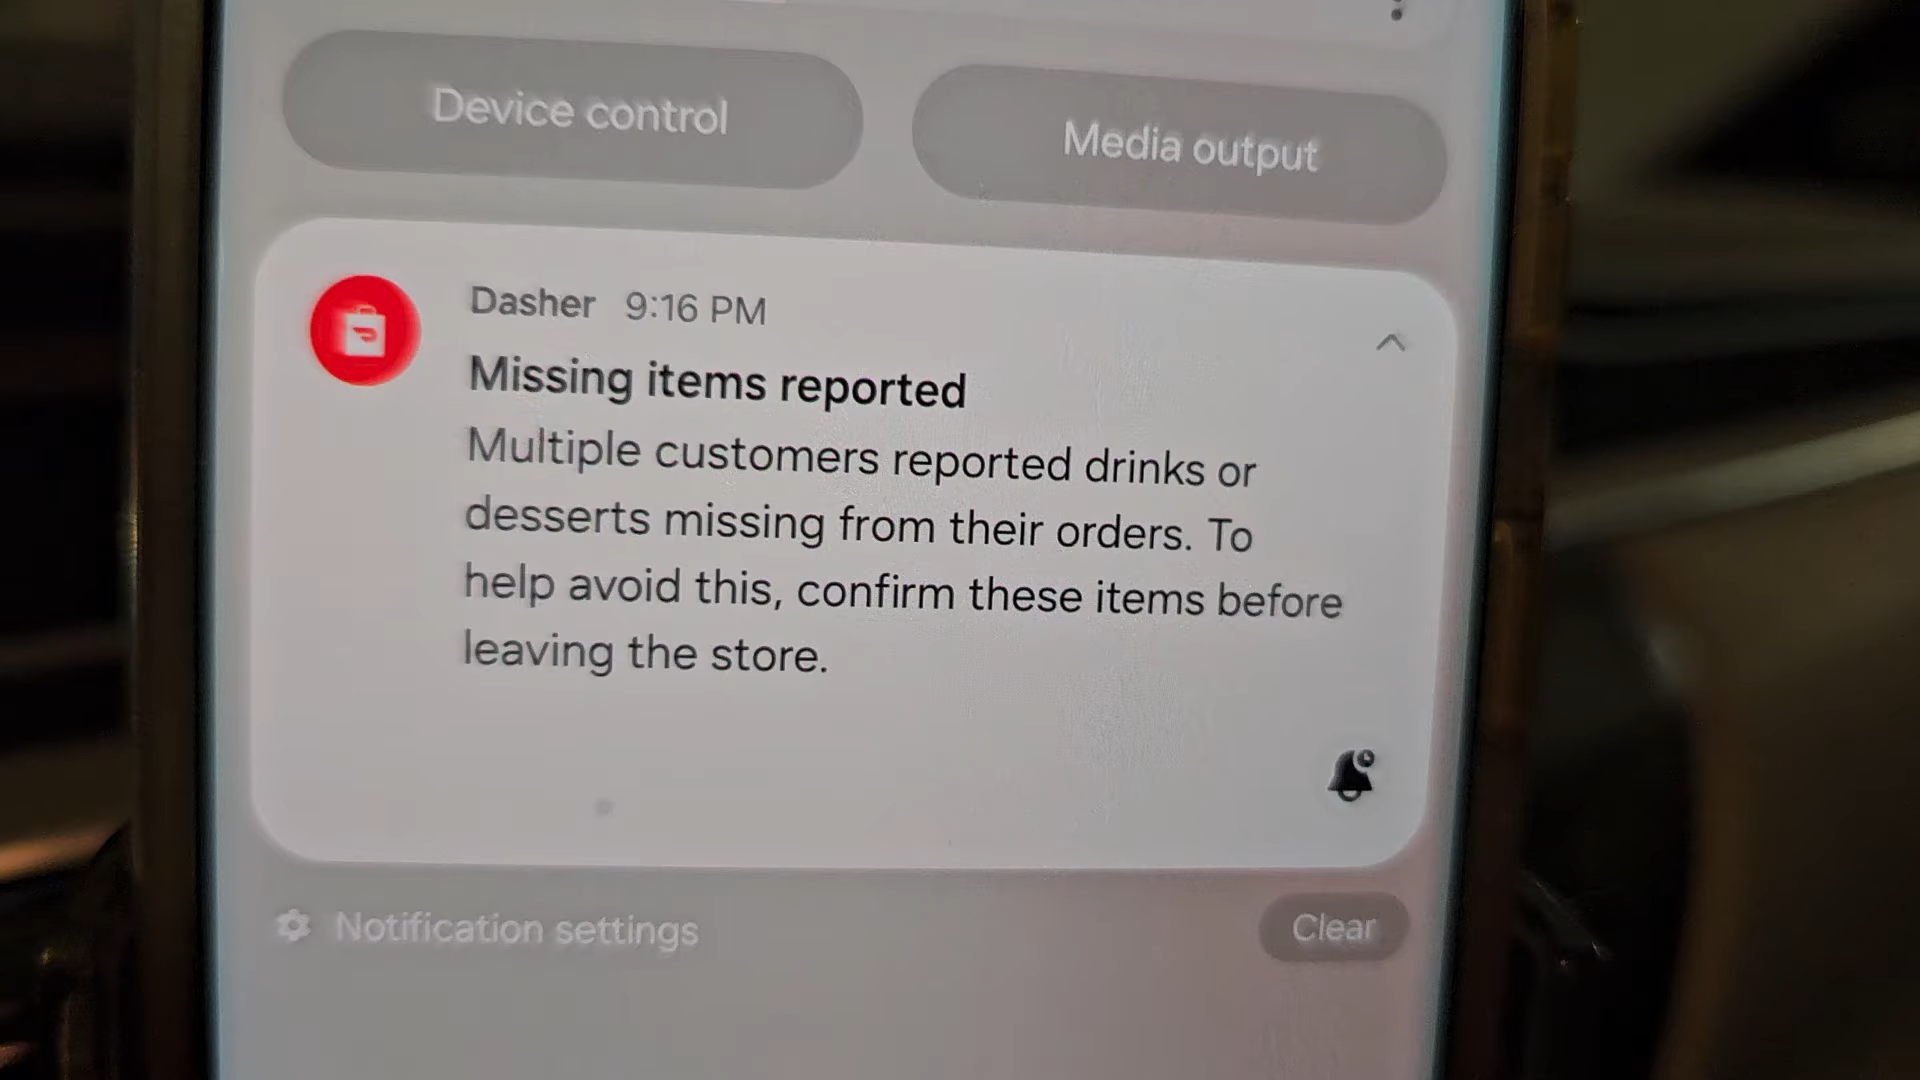 Device control
Media output
Dasher 9:16 PM
Missing items reported
Multiple customers reported drinks or
desserts missing from their orders. To
help avoid this, confirm these items before
leaving the store.
Notification settings
Clear